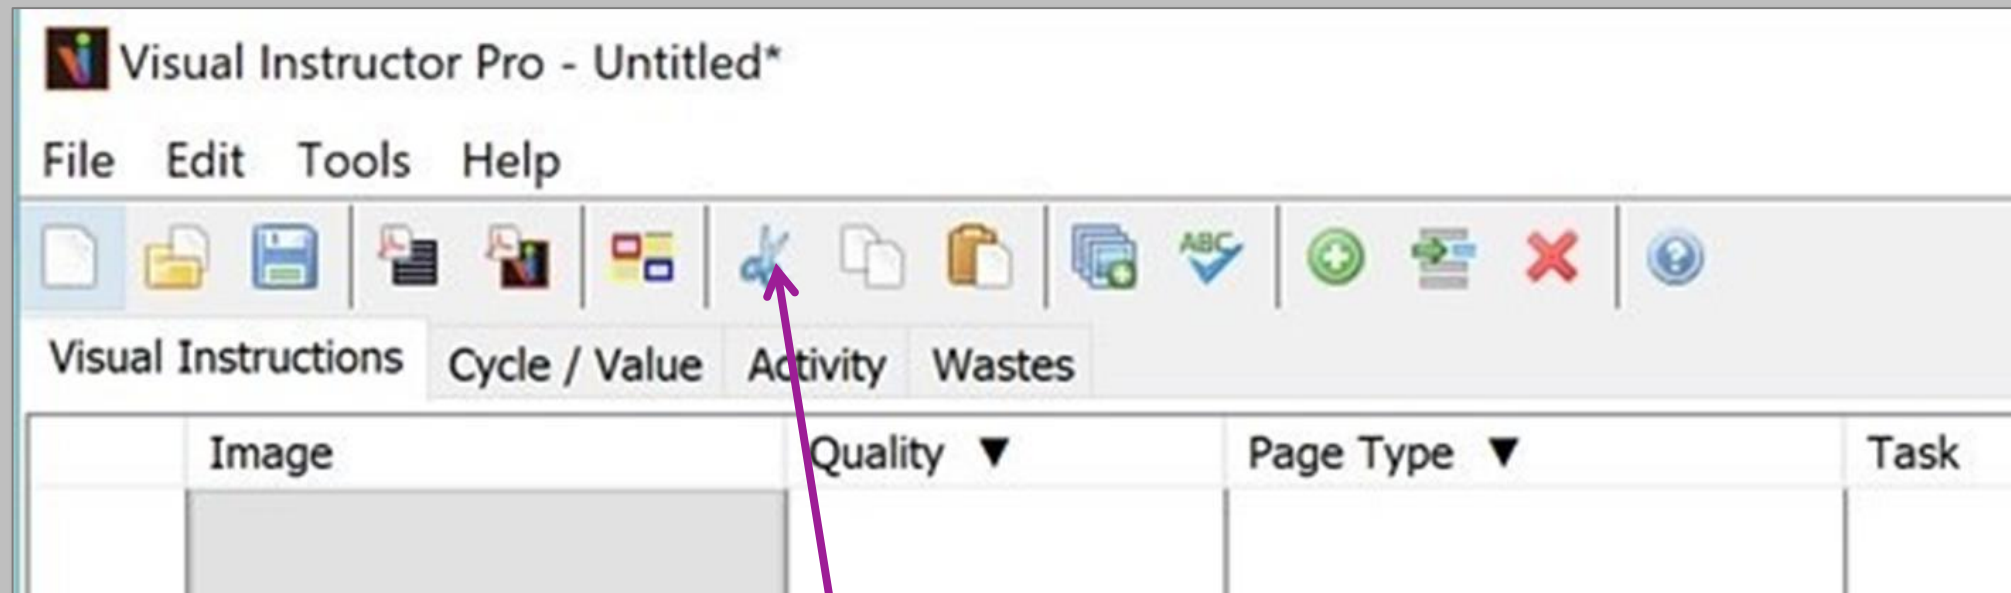 Visual Instructor Pro - Untitled*
File Edit Tools Help
ABC
Visual Instructions Cycle / Value Activity Wastes
Image Quality ▼ Page Type ▼ Task